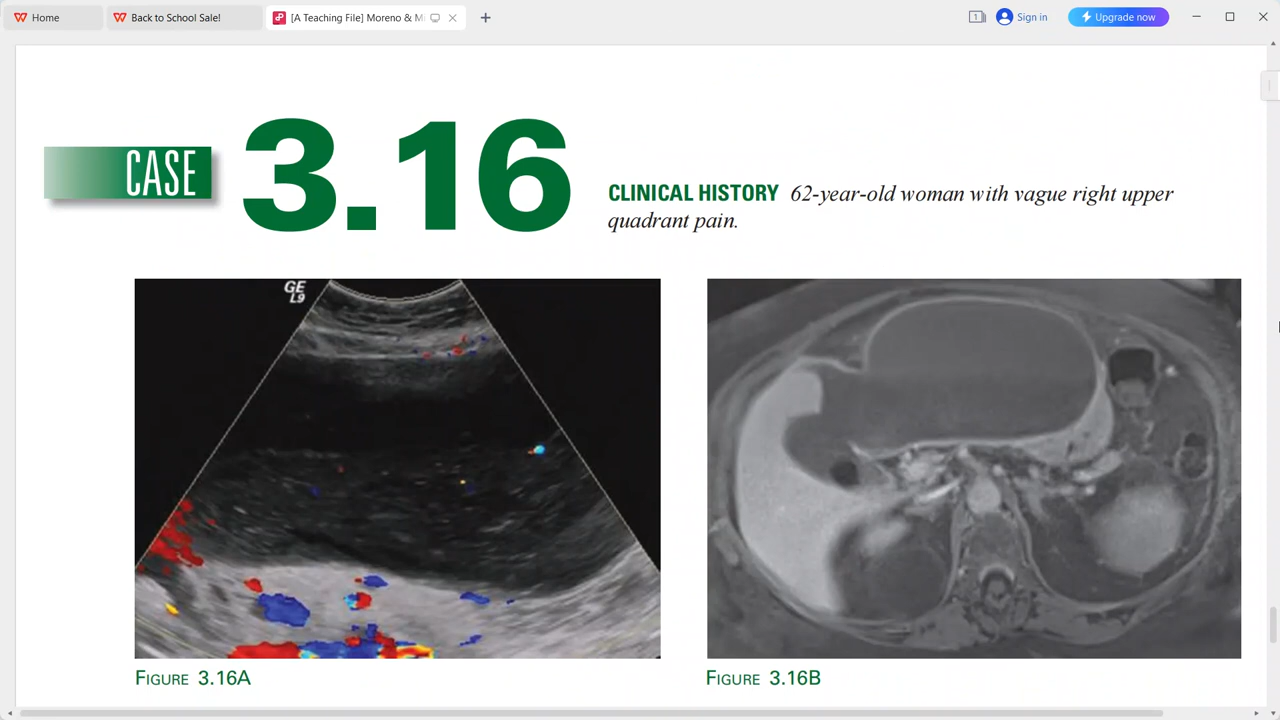 Home
Back to School Sale!
[A Teaching File] Moreno & M
1
Sign in
Upgrade now
CASE 3.16
CLINICAL HISTORY 62-year-old woman with vague right upper
quadrant pain.
GE
L9
FIGURE 3.16A
FIGURE 3.16B